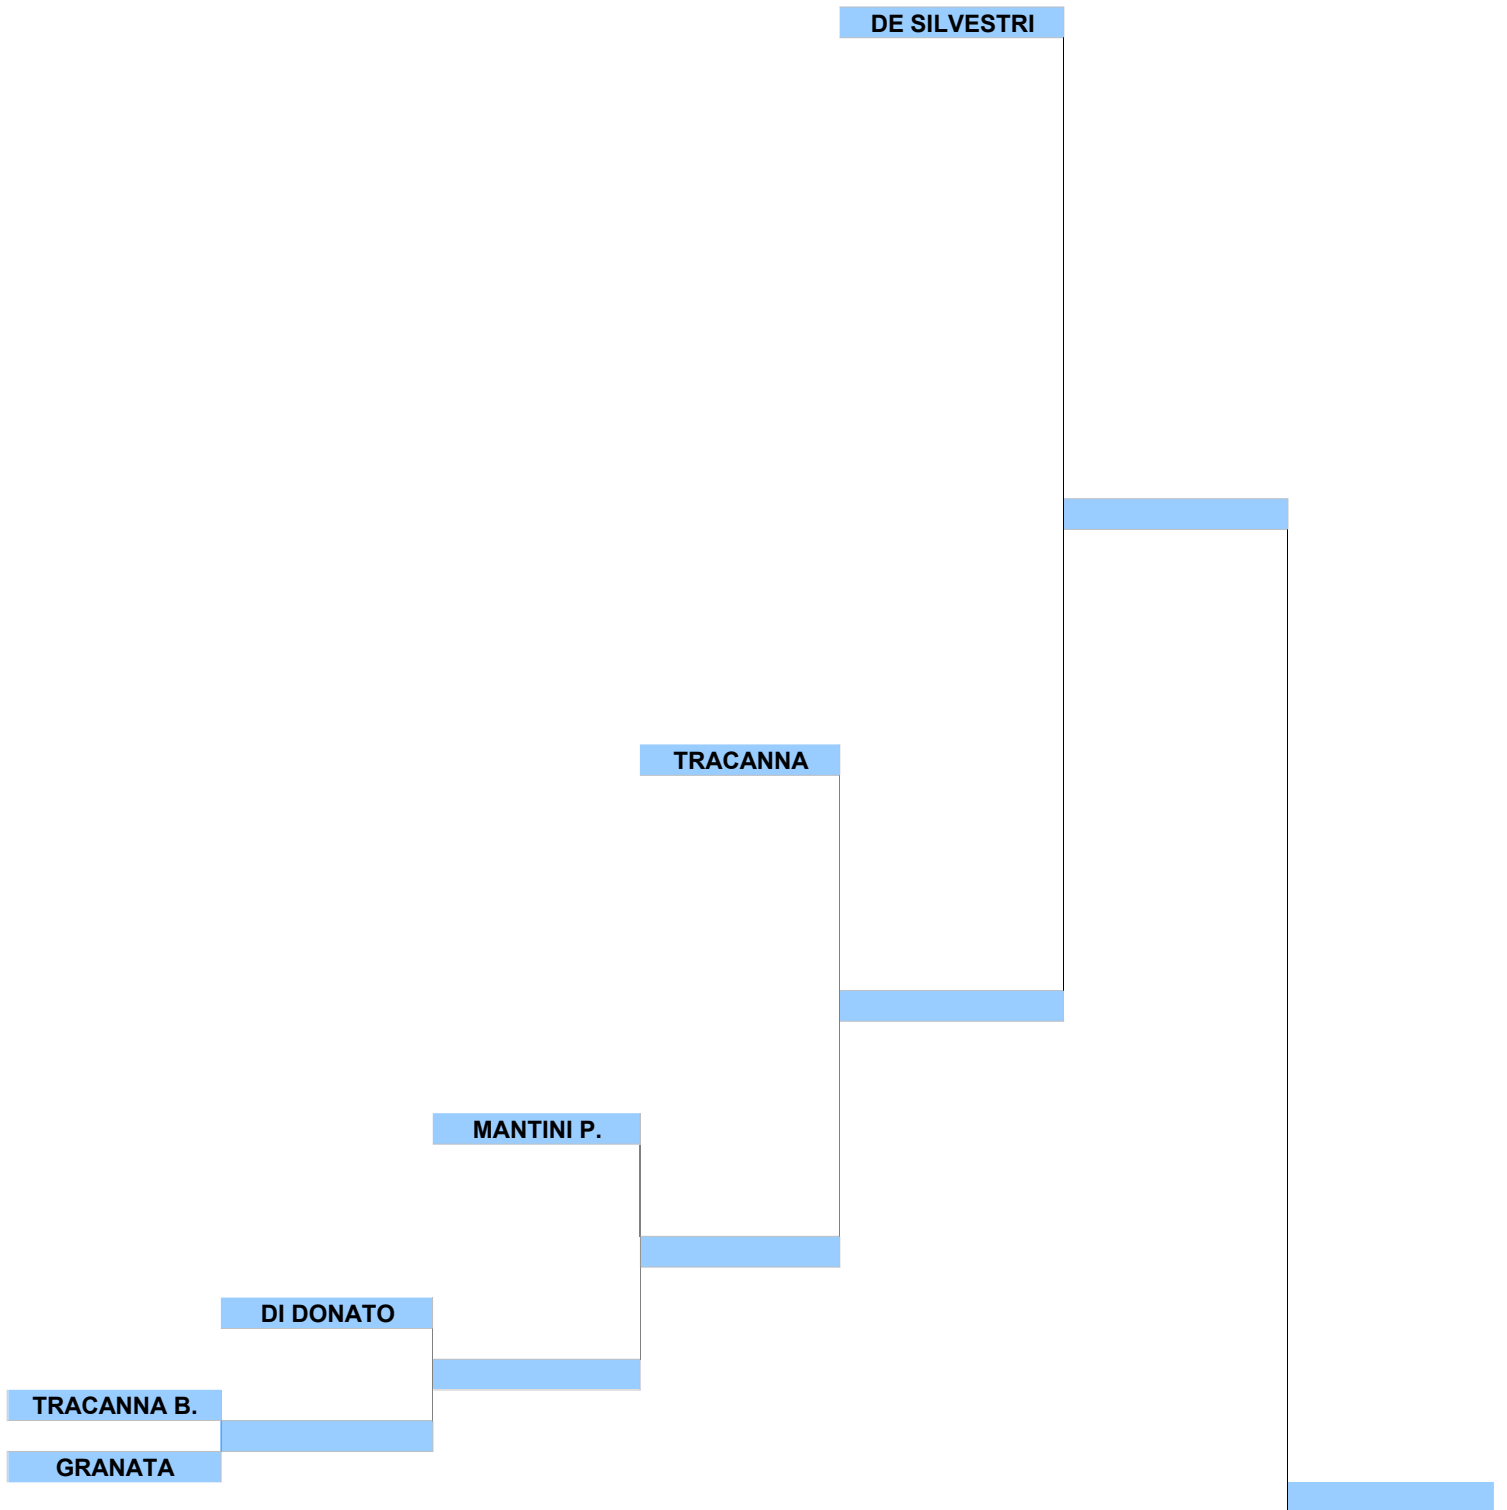 DE SILVESTRI
TRACANNA
MANTINI P.
DI DONATO
TRACANNA B.
GRANATA